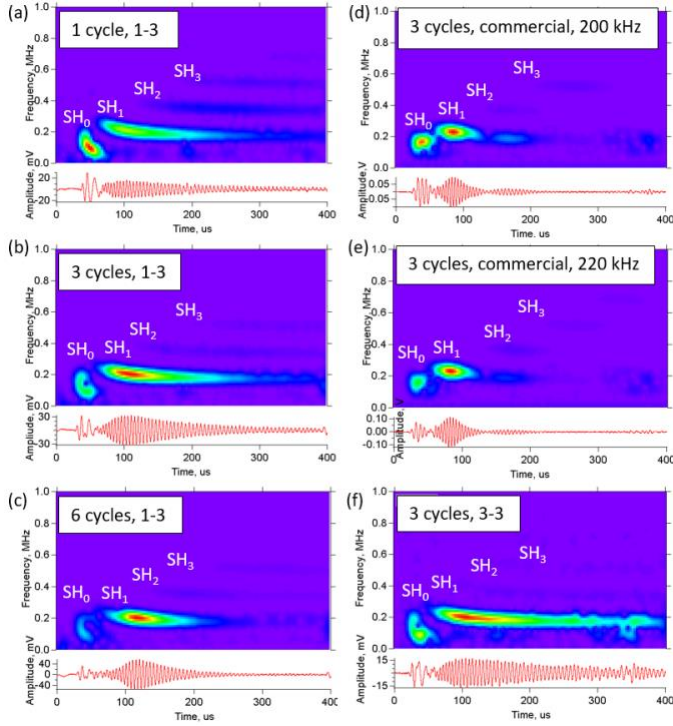 (a)
1 cycle, 1-3
Frequency, MHz
1.0
0.8
0.6
0.4
0.2
SH₀
SH₁
SH₂
SH₃
Amplitude, mV
20
-20
0
100
200
300
400
Time, us
(b)
3 cycles, 1-3
Frequency, MHz
1.0
0.8
0.6
0.4
0.2
0.0
SH₀
SH₁
SH₂
SH₃
Amplitude, mV
30
0
-30
0
100
200
300
400
Time, us
(c)
6 cycles, 1-3
Frequency, MHz
1.0
0.8
0.6
0.4
0.2
0.0
SH₀
SH₁
SH₂
SH₃
Amplitude, mV
40
0
-40
0
100
200
300
400
Time, us
(d)
3 cycles, commercial, 200 kHz
Frequency, MHz
1.0
0.8
0.6
0.4
0.2
0.0
SH₀
SH₁
SH₂
SH₃
Amplitude,V
0.05
-0.05
0
100
200
300
400
Time, us
(e)
3 cycles, commercial, 220 kHz
Frequency, MHz
1.0
0.8
0.6
0.4
0.2
0.0
SH₀
SH₁
SH₂
SH₃
Amplitude, V
0.10
0.00
-0.10
0
100
200
300
400
Time, us
(f)
3 cycles, 3-3
Frequency, MHz
1.0
0.8
0.6
0.4
0.2
0.0
SH₀
SH₁
SH₂
SH₃
Amplitude, mV
15
-15
0
100
200
300
400
Time, us